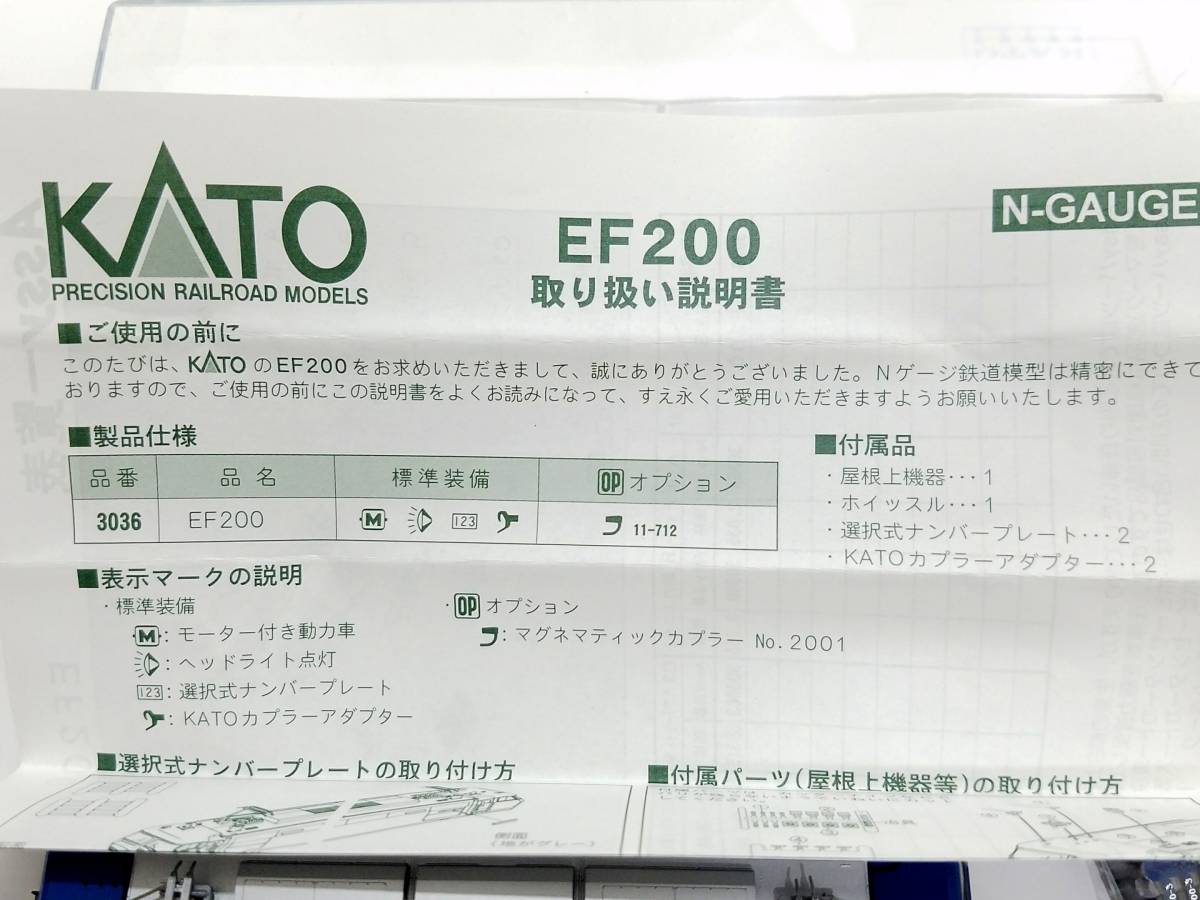 KATO
PRECISION RAILROAD MODELS
EF200
取り扱い説明書
N-GAUGE
■ご使用の前に
このたびは、KATOのEF200をお求めいただきまして、誠にありがとうございました。Nゲージ鉄道模型は精密にできて
おりますので、ご使用の前にこの説明書をよくお読みになって、すえ永くご愛用いただきますようお願いいたします。
■製品仕様
品番 品名 標準装備 OP オプション
3036 EF200 M 123 11-712
■付属品
・屋根上機器・・・1
・ホイッスル・・・1
・選択式ナンバープレート・・・2
・KATOカプラーアダプター・・・2
■表示マークの説明
・標準装備
M：モーター付き動力車
：ヘッドライト点灯
123：選択式ナンバープレート
：KATOカプラーアダプター
・OP オプション
：マグネマティックカプラー No.2001
■選択式ナンバープレートの取り付け方
■付属パーツ(屋根上機器等)の取り付け方
側面